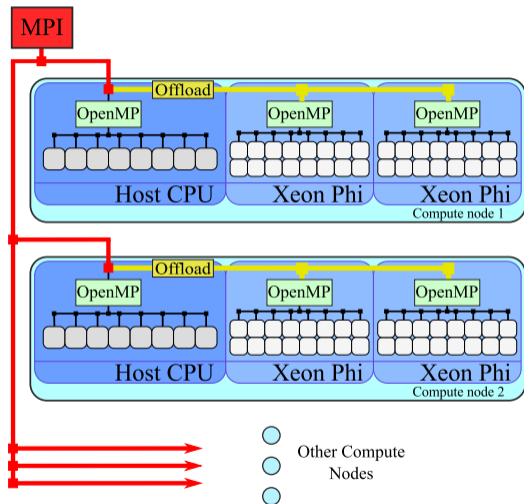 MPI
Offload
OpenMP
OpenMP
OpenMP
Host CPU
Xeon Phi
Xeon Phi
Compute node 1
Offload
OpenMP
OpenMP
OpenMP
Host CPU
Xeon Phi
Xeon Phi
Compute node 2
Other Compute
Nodes